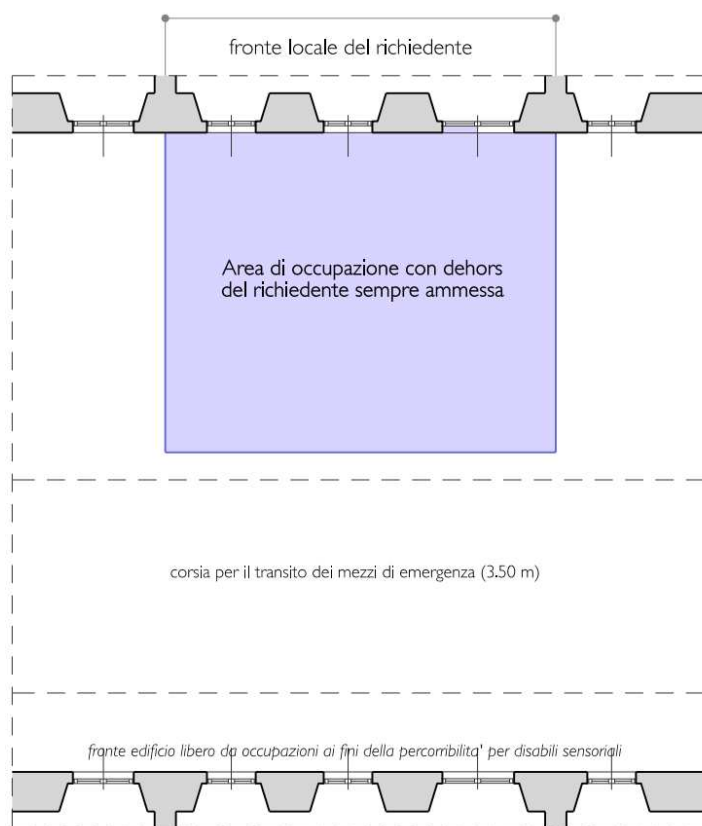 fronte locale del richiedente
Area di occupazione con dehors
del richiedente sempre ammessa
corsia per il transito dei mezzi di emergenza (3.50 m)
fronte edificio libero da occupazioni ai fini della percorribilita' per disabili sensoriali